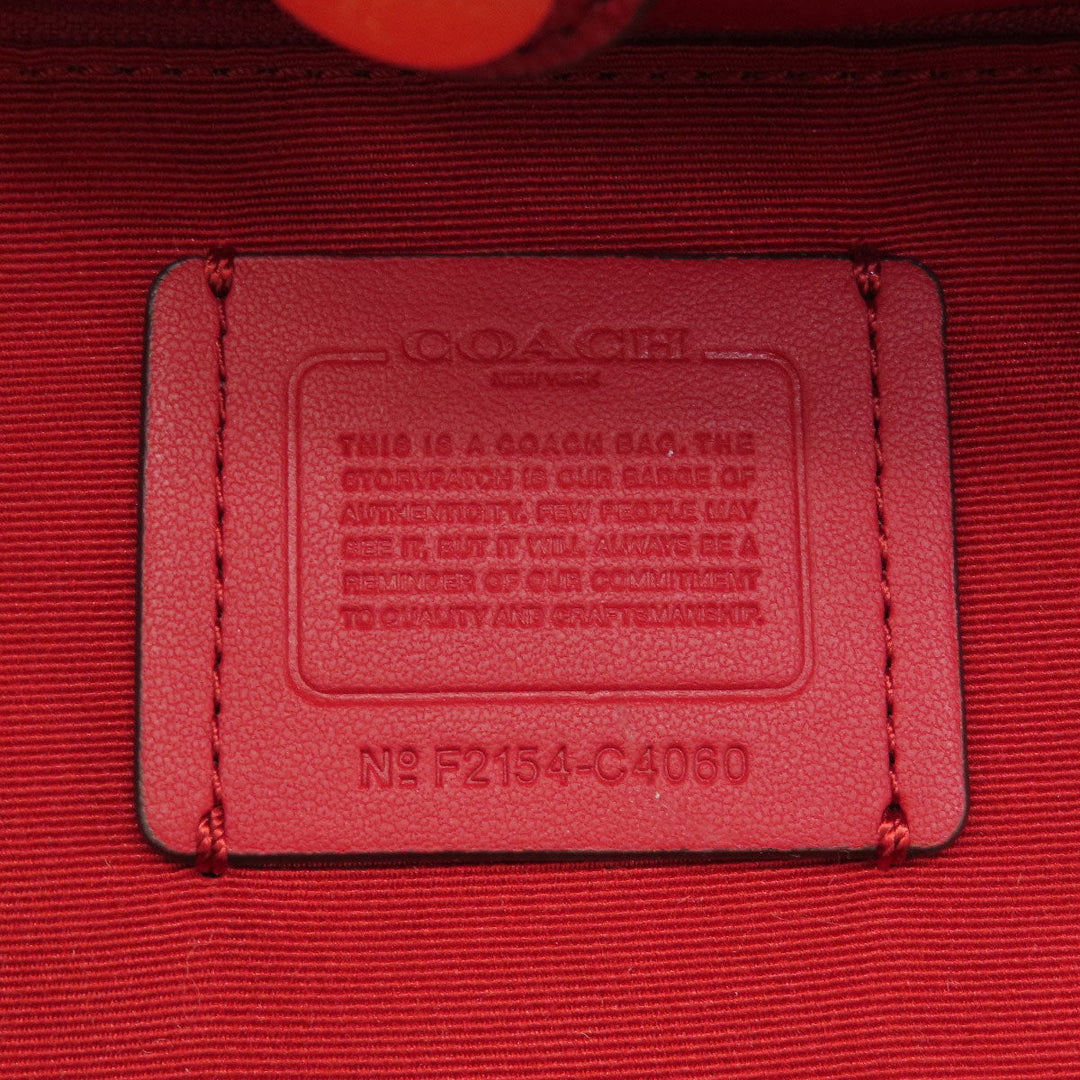 COACH
NEW YORK
THIS IS A COACH BAG. THE
STORYPATCH IS OUR BADGE OF
AUTHENTICITY. FEW PEOPLE MAY
SEE IT, BUT IT WILL ALWAYS BE A
REMINDER OF OUR COMMITMENT
TO QUALITY AND CRAFTSMANSHIP.
Nº F2154-C4060